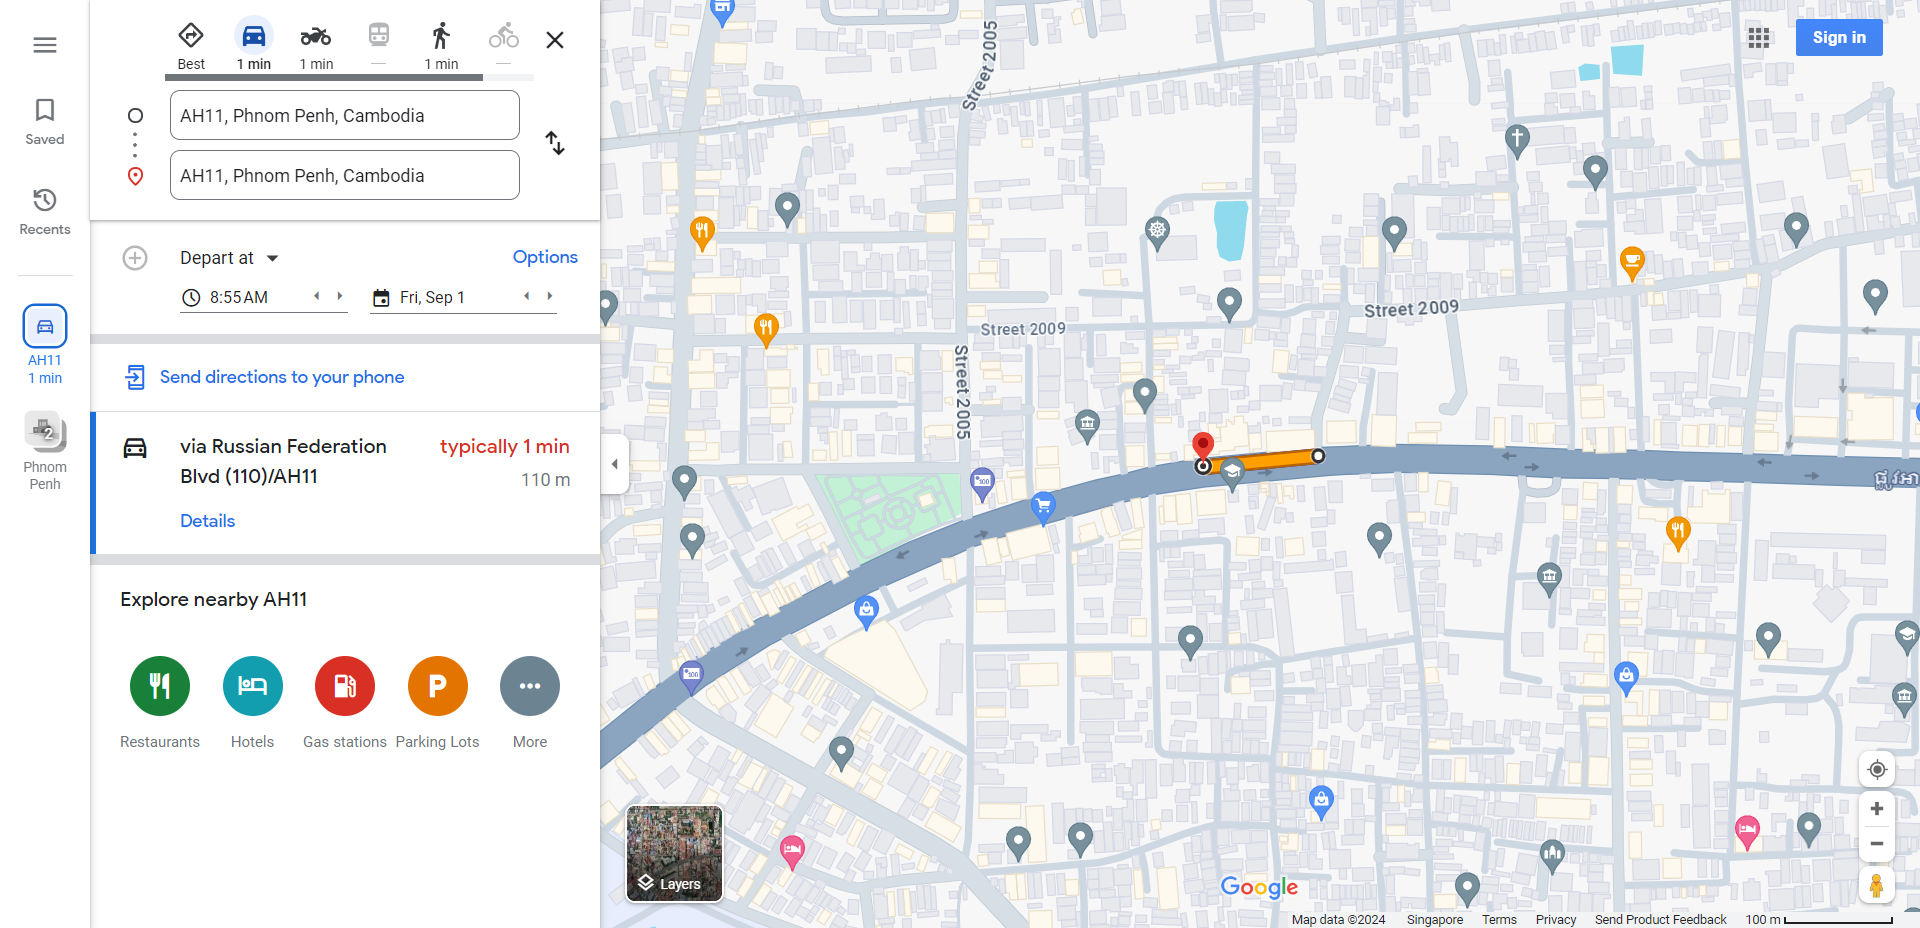 Best
1 min
1 min
—
1 min
—
AH11, Phnom Penh, Cambodia
AH11, Phnom Penh, Cambodia
Saved
Recents
AH11
1 min
2
Phnom
Penh
Depart at
Options
8:55 AM
Fri, Sep 1
Send directions to your phone
via Russian Federation
Blvd (110)/AH11
typically 1 min
110 m
Details
Explore nearby AH11
P
Restaurants
Hotels
Gas stations
Parking Lots
More
Sign in
Street 2005
Street 2009
Street 2009
Street 2005
Layers
Google
Map data ©2024
Singapore
Terms
Privacy
Send Product Feedback
100 m